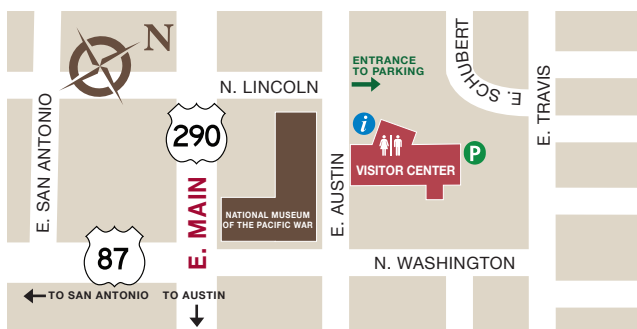 N
ENTRANCE
TO PARKING
E. SCHUBERT
N. LINCOLN
E. TRAVIS
E. SAN ANTONIO
290
i
P
VISITOR CENTER
E. AUSTIN
E. MAIN
NATIONAL MUSEUM
OF THE PACIFIC WAR
87
N. WASHINGTON
TO SAN ANTONIO
TO AUSTIN